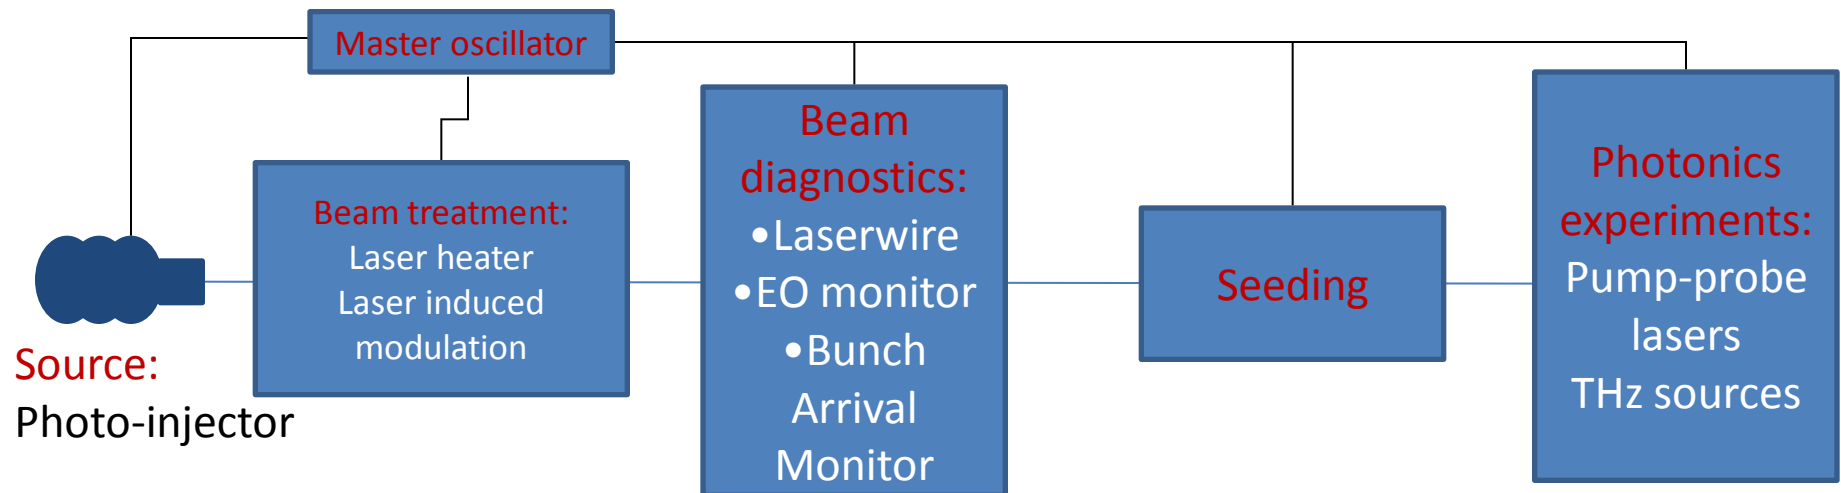 Master oscillator
Source:
Photo-injector
Beam treatment:
Laser heater
Laser induced
modulation
Beam
diagnostics:
•Laserwire
•EO monitor
•Bunch
Arrival
Monitor
Seeding
Photonics
experiments:
Pump-probe
lasers
THz sources